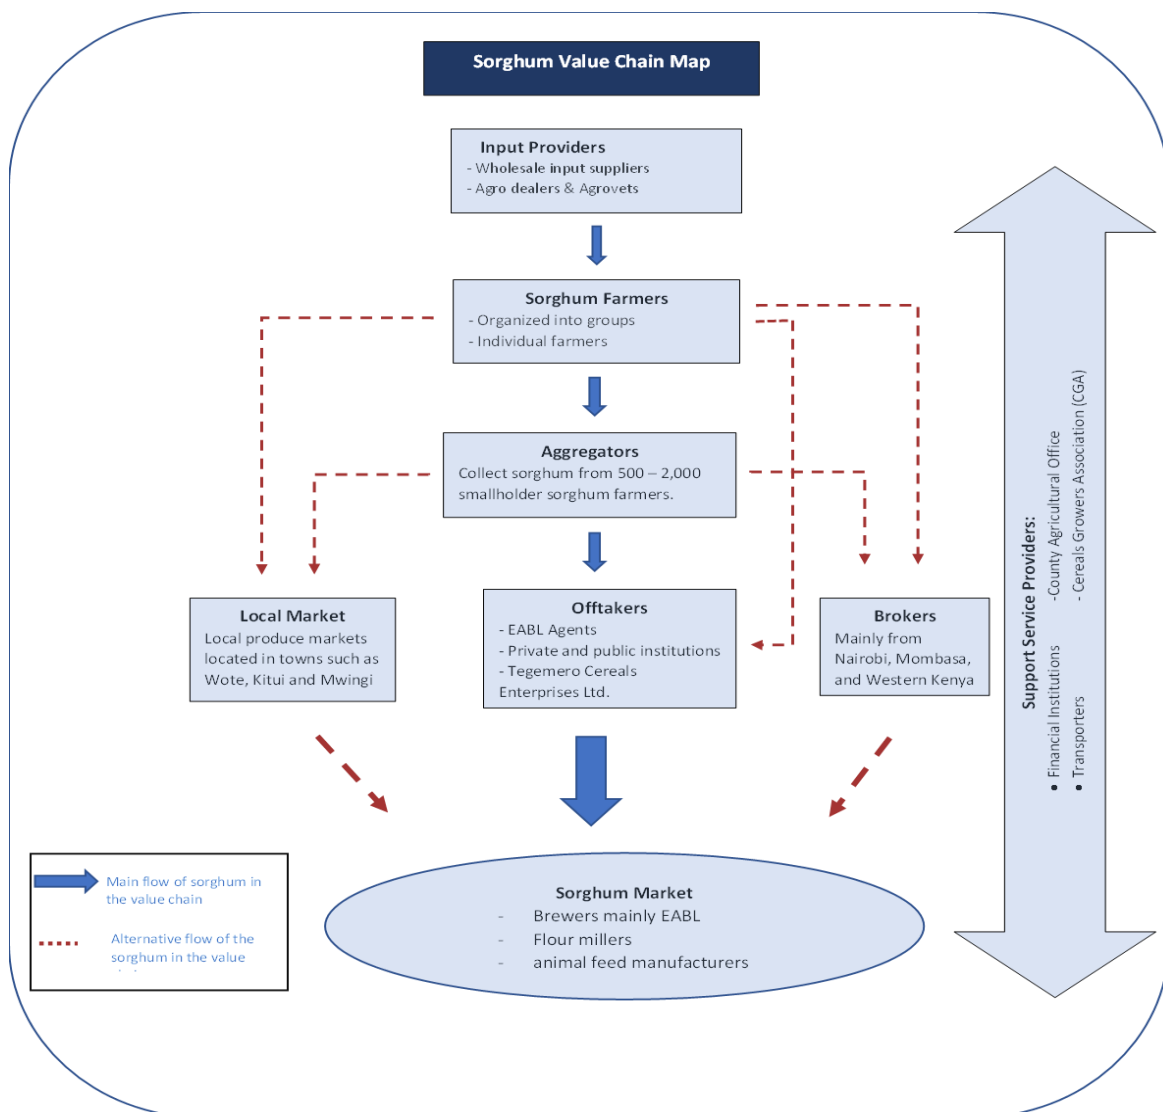 Sorghum Value Chain Map
Input Providers
- Wholesale input suppliers
- Agro dealers & Agrovets
Sorghum Farmers
- Organized into groups
- Individual farmers
Aggregators
Collect sorghum from 500 – 2,000
smallholder sorghum farmers.
Local Market
Local produce markets
located in towns such as
Wote, Kitui and Mwingi
Offtakers
- EABL Agents
- Private and public institutions
- Tegemero Cereals
Enterprises Ltd.
Brokers
Mainly from
Nairobi, Mombasa,
and Western Kenya
Support Service Providers:
• Financial Institutions -County Agricultural Office
• Transporters - Cereals Growers Association (CGA)
Main flow of sorghum in
the value chain
Alternative flow of the
sorghum in the value
Sorghum Market
- Brewers mainly EABL
- Flour millers
- animal feed manufacturers